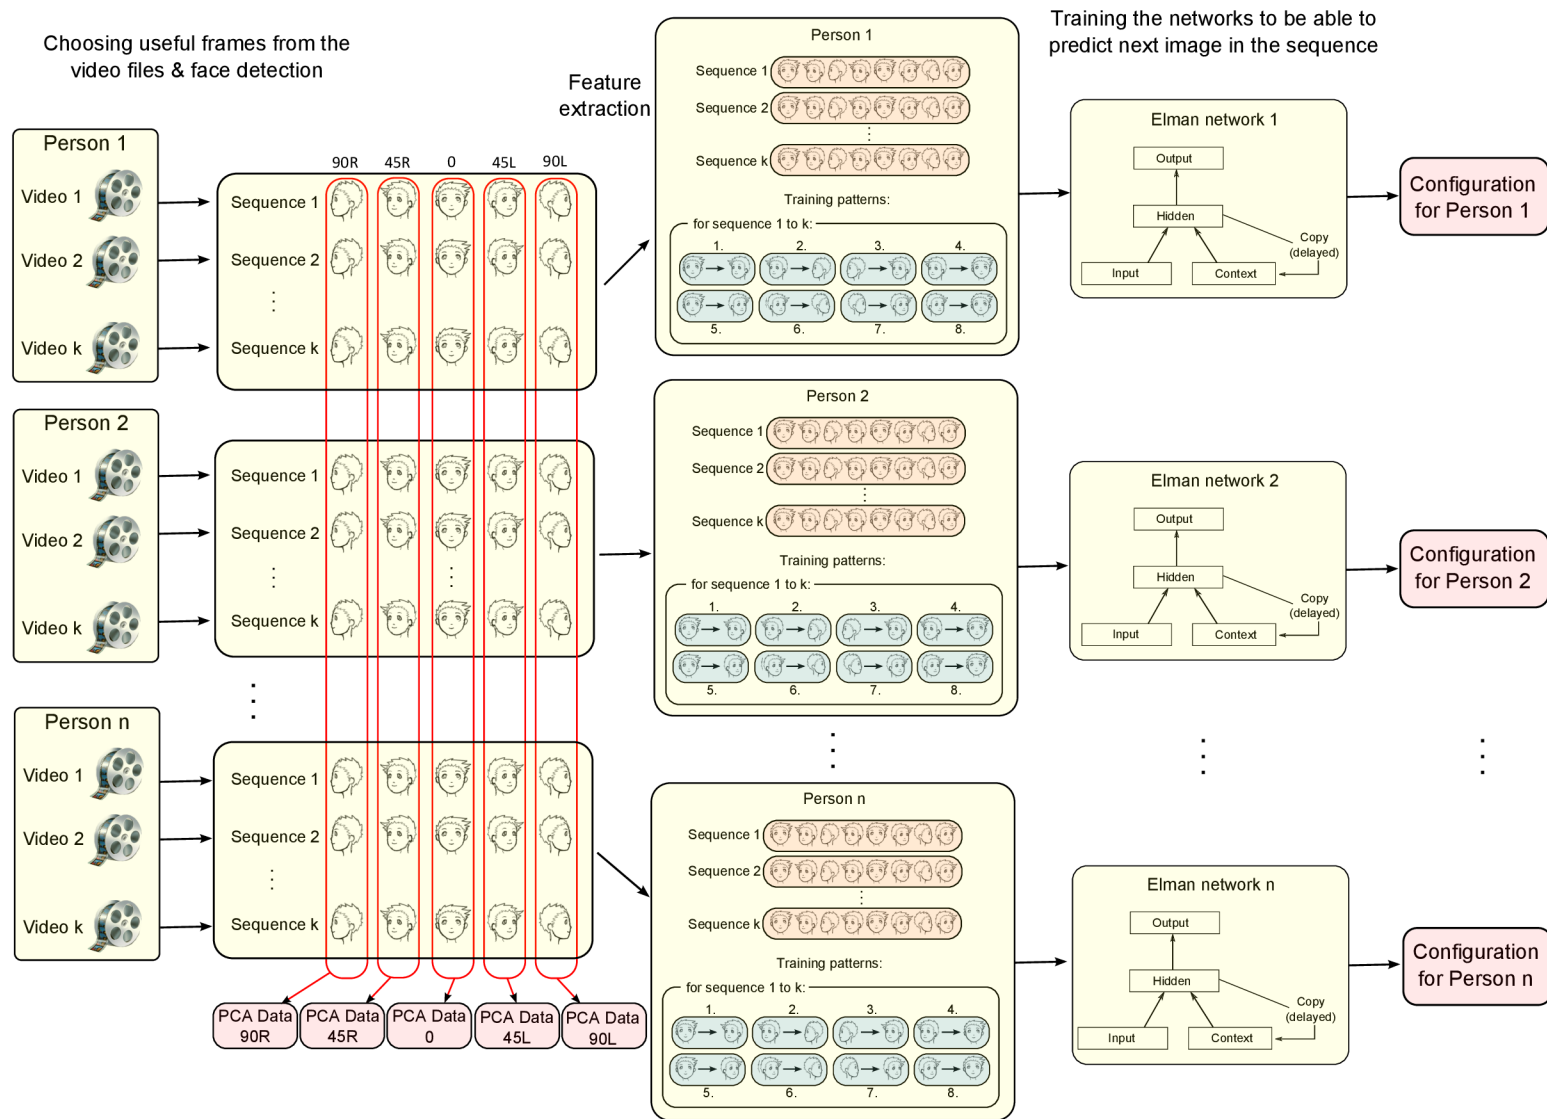 Choosing useful frames from the
video files & face detection
Feature
extraction
Training the networks to be able to
predict next image in the sequence
Person 1
Video 1
Video 2
Video k
90R 45R 0 45L 90L
Sequence 1
Sequence 2
Sequence k
Person 1
Sequence 1
Sequence 2
Sequence k
Training patterns:
for sequence 1 to k:
1. 2. 3. 4.
5. 6. 7. 8.
Elman network 1
Output
Hidden
Copy
(delayed)
Input Context
Configuration
for Person 1
Person 2
Video 1
Video 2
Video k
Sequence 1
Sequence 2
Sequence k
Person 2
Sequence 1
Sequence 2
Sequence k
Training patterns:
for sequence 1 to k:
1. 2. 3. 4.
5. 6. 7. 8.
Elman network 2
Output
Hidden
Copy
(delayed)
Input Context
Configuration
for Person 2
Person n
Video 1
Video 2
Video k
Sequence 1
Sequence 2
Sequence k
PCA Data
90R
PCA Data
45R
PCA Data
0
PCA Data
45L
PCA Data
90L
Person n
Sequence 1
Sequence 2
Sequence k
Training patterns:
for sequence 1 to k:
1. 2. 3. 4.
5. 6. 7. 8.
Elman network n
Output
Hidden
Copy
(delayed)
Input Context
Configuration
for Person n